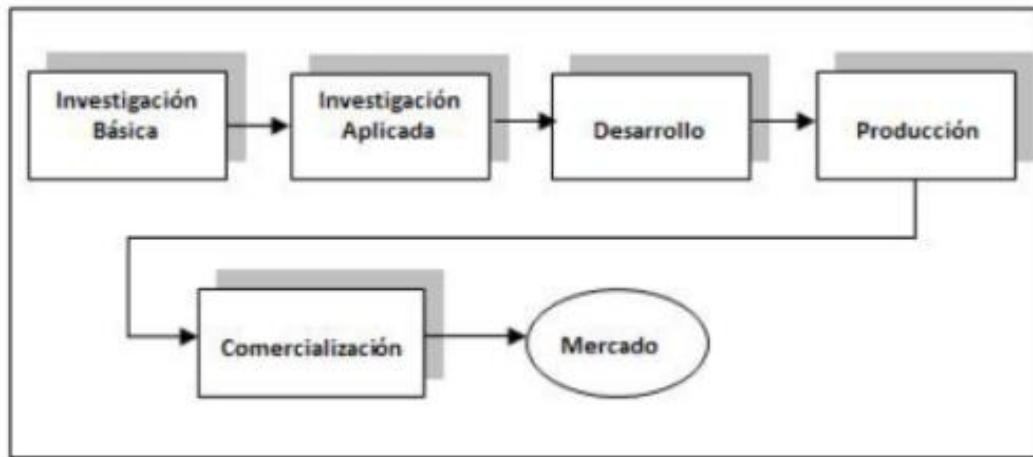 Investigación
Básica
Investigación
Aplicada
Desarrollo
Producción
Comercialización
Mercado